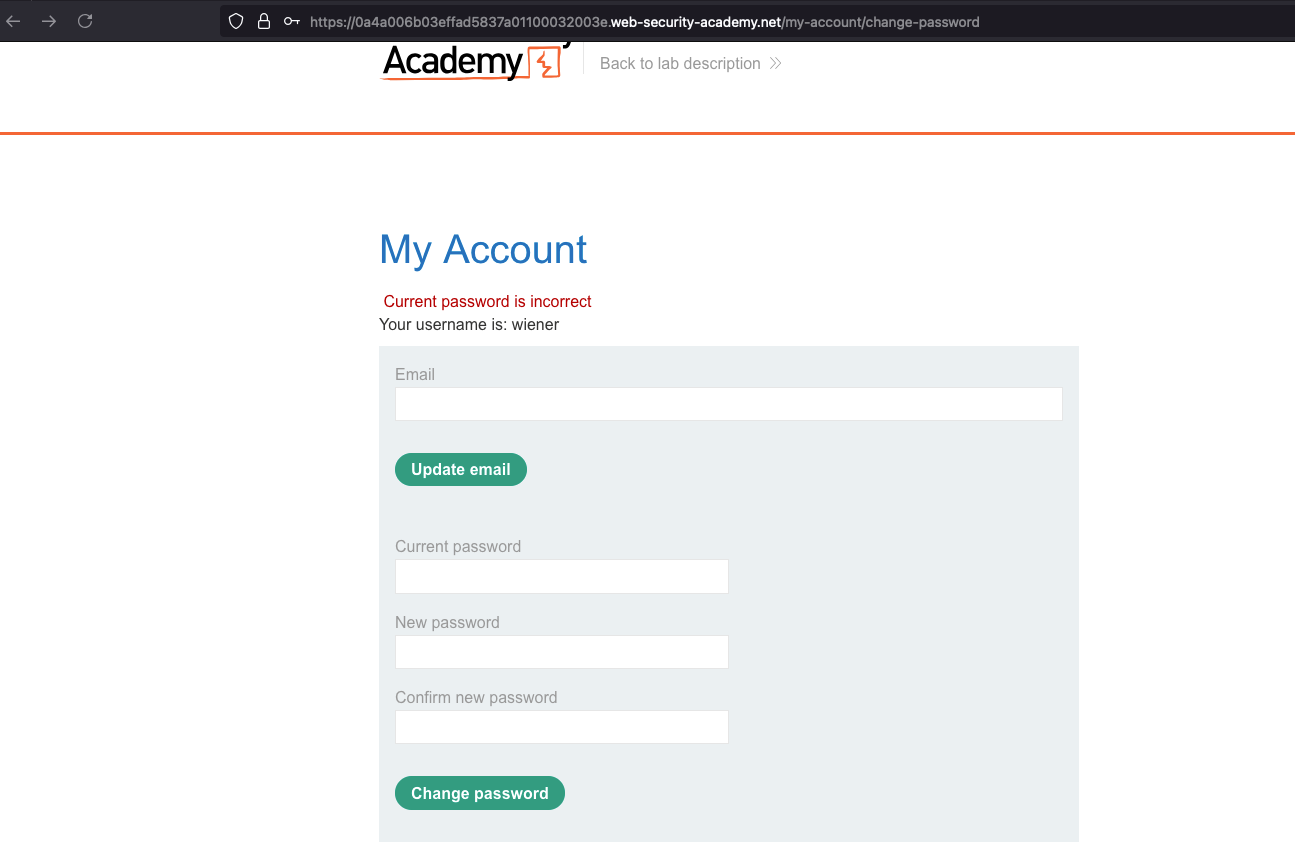 https://0a4a006b03effad5837a01100032003e.web-security-academy.net/my-account/change-password
Academy
Back to lab description
My Account
Current password is incorrect
Your username is: wiener
Email
Update email
Current password
New password
Confirm new password
Change password